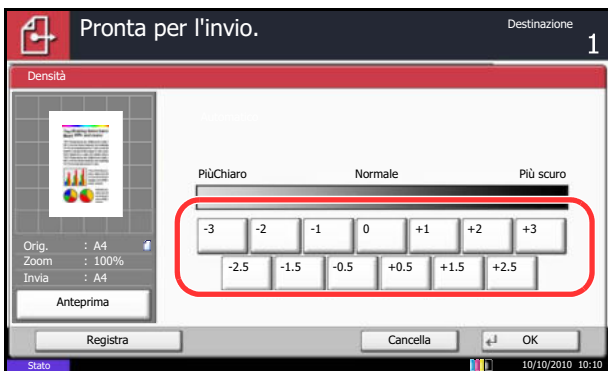 Pronta per l'invio.
Destinazione
1
Densità
PiùChiaro Normale Più scuro
-3 -2 -1 0 +1 +2 +3
-2.5 -1.5 -0.5 +0.5 +1.5 +2.5
Orig. : A4
Zoom : 100%
Invia : A4
Anteprima
Registra Cancella OK
Stato 10/10/2010 10:10